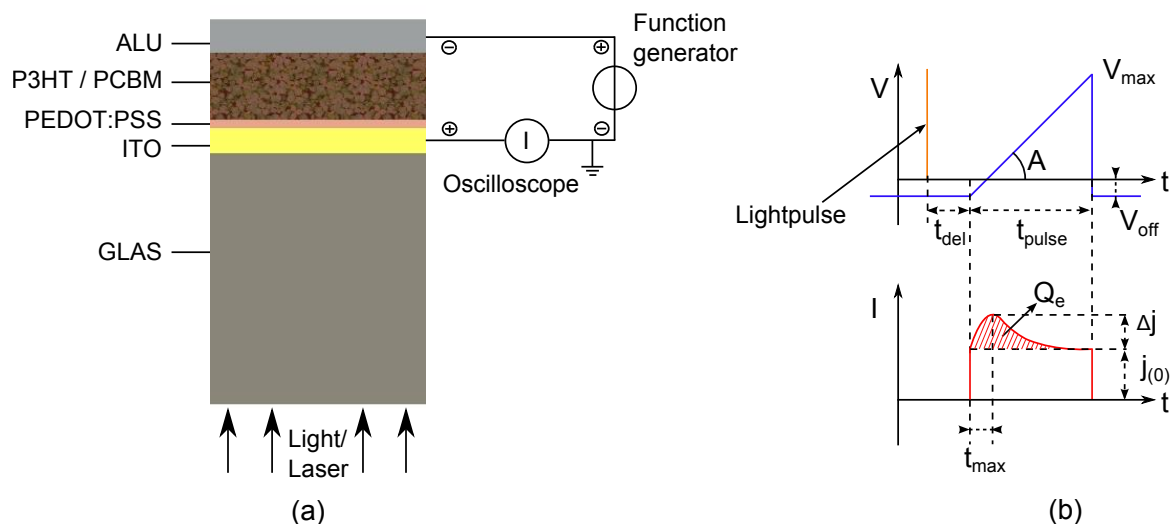 ALU
P3HT / PCBM
PEDOT:PSS
ITO
GLAS
⊖
⊕
⊕
⊖
I
Function
generator
Oscilloscope
Light/
Laser
(a)
V
V_max
A
t
Lightpulse
t_del
t_pulse
V_off
I
Q_e
Δj
j_(0)
t
t_max
(b)